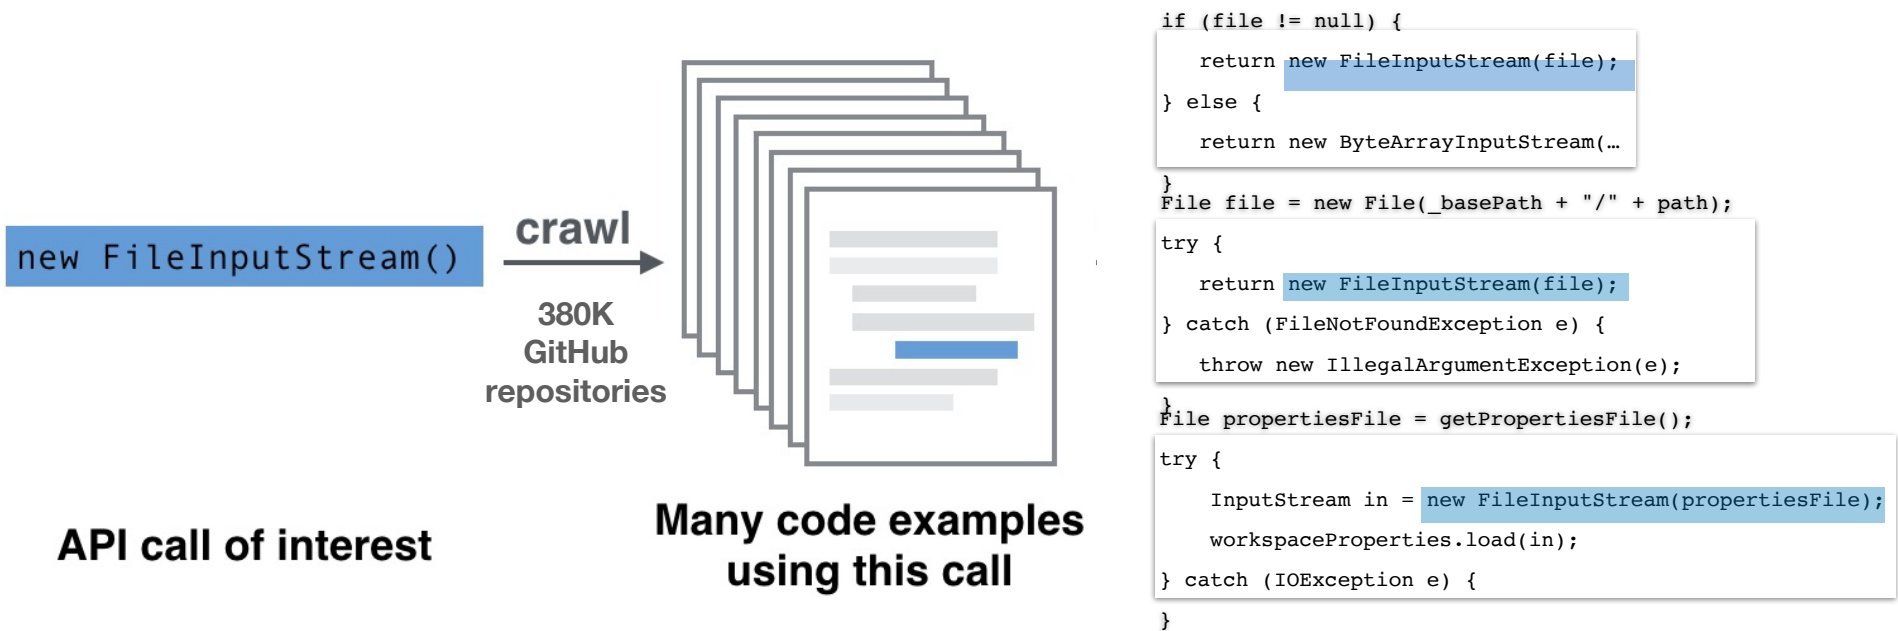 new FileInputStream()
crawl
380K
GitHub
repositories
API call of interest
Many code examples
using this call
if (file != null) {
return new FileInputStream(file);
} else {
return new ByteArrayInputStream(…
}
File file = new File(_basePath + "/" + path);
try {
return new FileInputStream(file);
} catch (FileNotFoundException e) {
throw new IllegalArgumentException(e);
}
File propertiesFile = getPropertiesFile();
try {
InputStream in = new FileInputStream(propertiesFile);
workspaceProperties.load(in);
} catch (IOException e) {
}